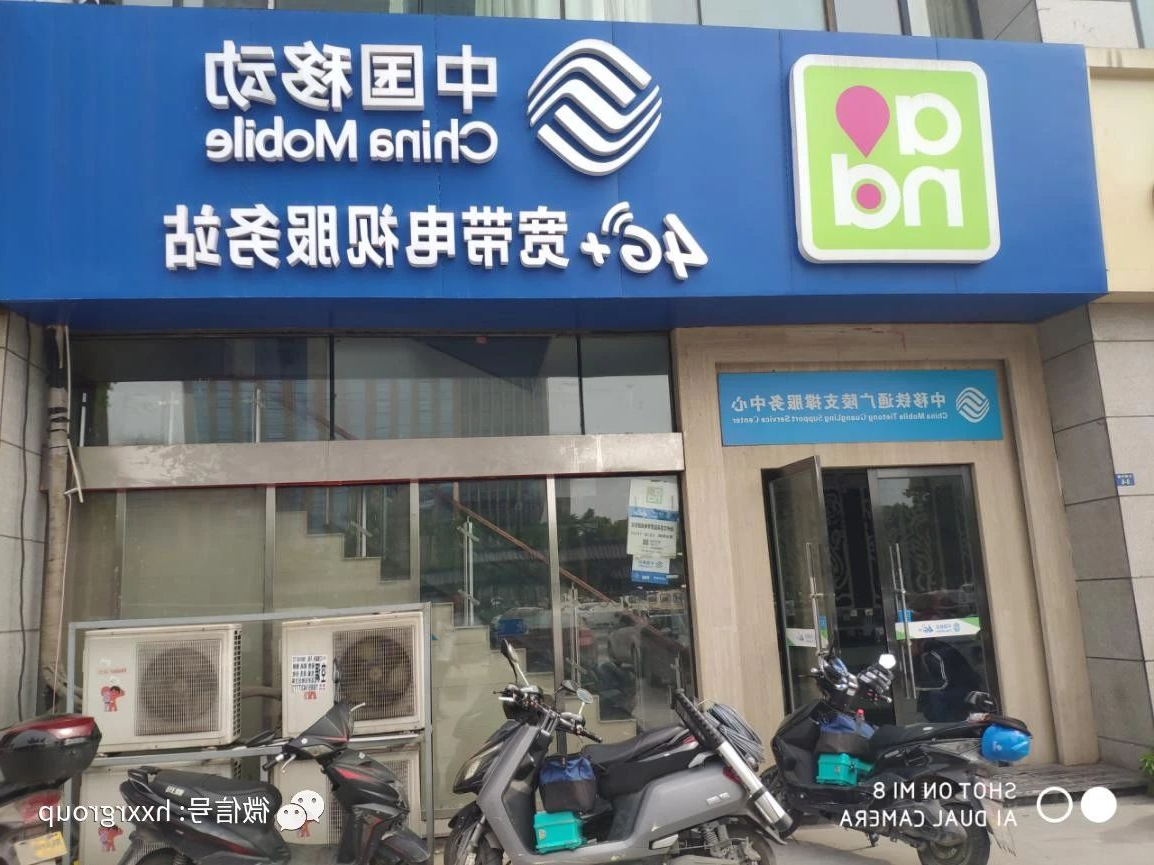 中国移动
China Mobile
4G+宽带电视服务站
and
a
中移铁通广陵支撑服务中心
China Mobile Tietong GuangLing Support Service Center
SHOT ON MI 8
AI DUAL CAMERA
微信号: hxxrgroup